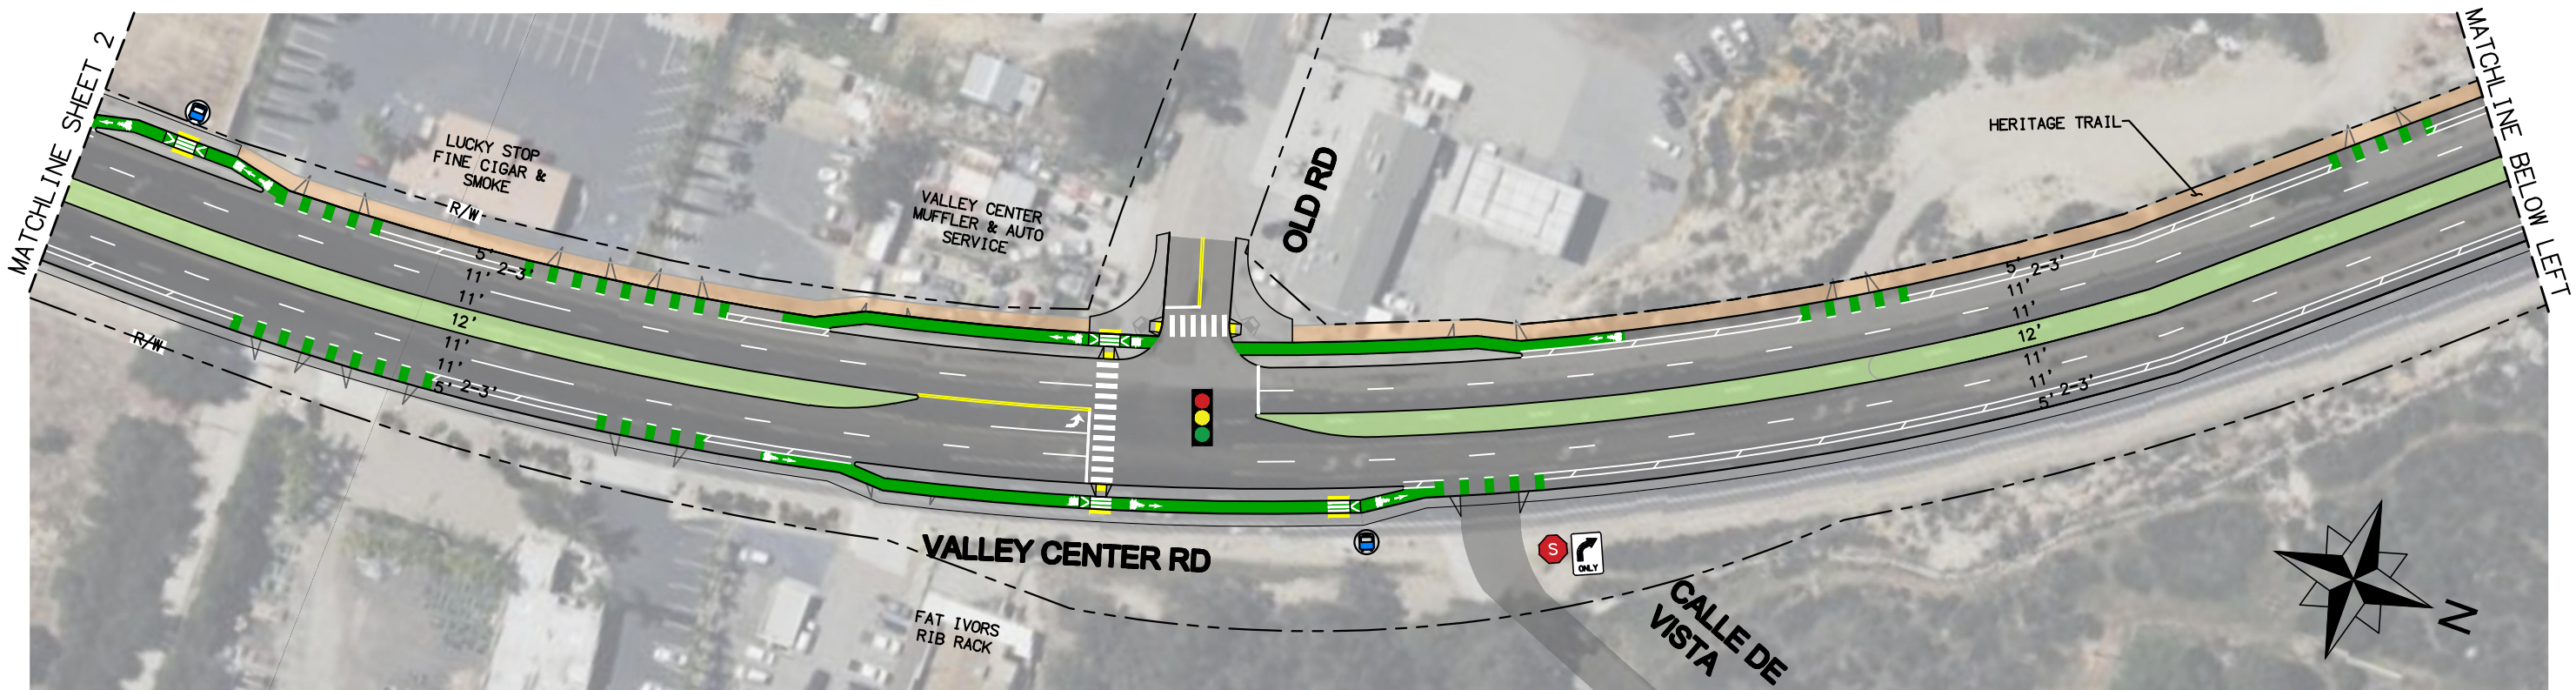 MATCHLINE SHEET 2
LUCKY STOP
FINE CIGAR &
SMOKE
R/W
VALLEY CENTER
MUFFLER & AUTO
SERVICE
OLD RD
HERITAGE TRAIL
MATCHLINE BELOW LEFT
5' 2-3'
11'
11'
12'
11'
11'
5' 2-3'
R/W
5' 2-3'
11'
11'
12'
11'
11'
5' 2-3'
VALLEY CENTER RD
FAT IVORS
RIB RACK
S
ONLY
CALLE DE
VISTA
N